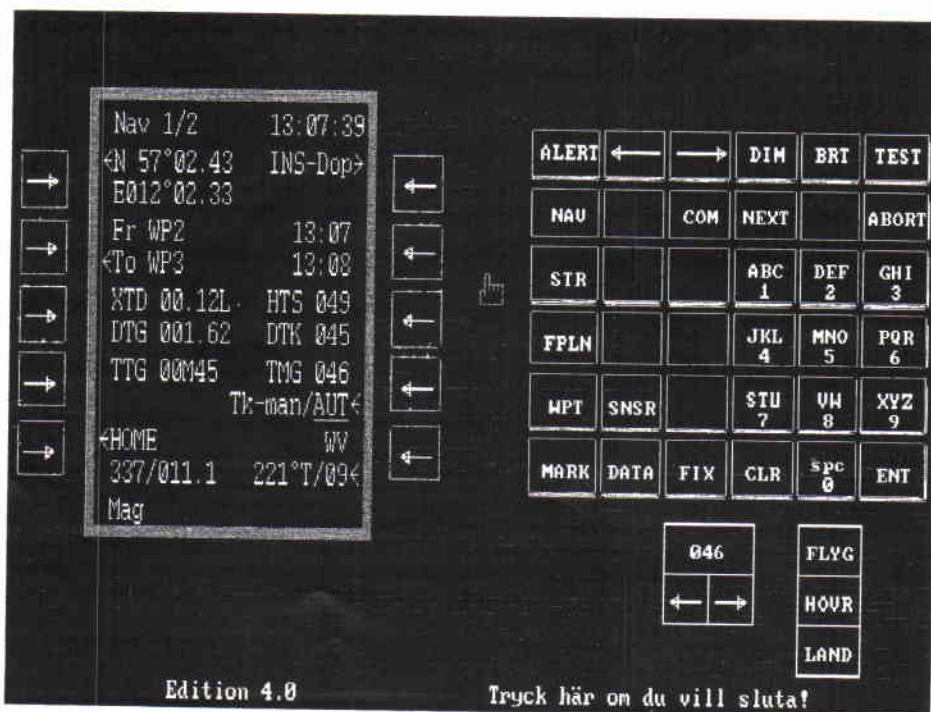 Nav 1/2 13:07:39
<N 57°02.43 INS-Dop>
E012°02.33
Fr WP2 13:07
<To WP3 13:08
XTD 00.12L HTS 049
DTG 001.62 DTK 045
TTG 00M45 TMG 046
Tk-man/AUT<
<HOME WV
337/011.1 221°T/09<
Mag
ALERT ← → DIM BRT TEST
NAV COM NEXT ABORT
STR ABC DEF GHI
1 2 3
FPLN JKL MNO PQR
4 5 6
WPT SNSR STU VW XYZ
7 8 9
MARK DATA FIX CLR spc ENT
0
046 FLYG
← → HOVR
LAND
Edition 4.0 Tryck här om du vill sluta!